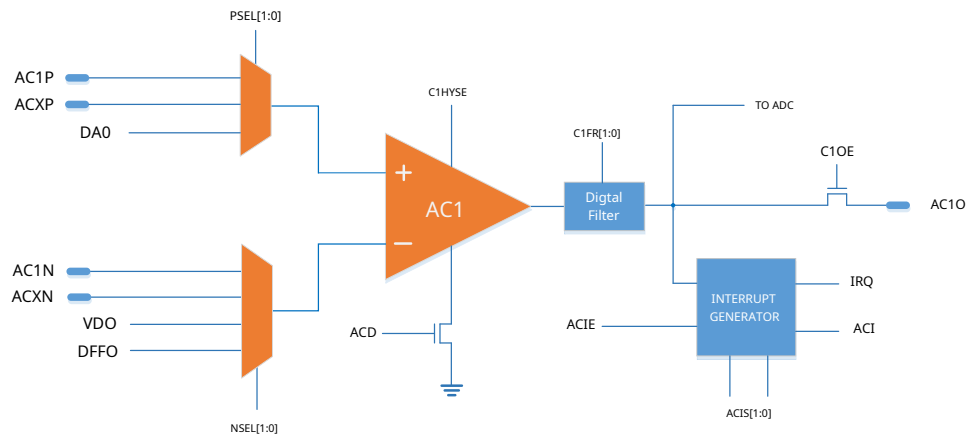 PSEL[1:0]
AC1P
ACXP
DA0
C1HYSE
C1FR[1:0]
TO ADC
C1OE
+
AC1
−
Digtal
Filter
AC1O
AC1N
ACXN
VDO
DFFO
ACD
ACIE
INTERRUPT
GENERATOR
IRQ
ACI
ACIS[1:0]
NSEL[1:0]